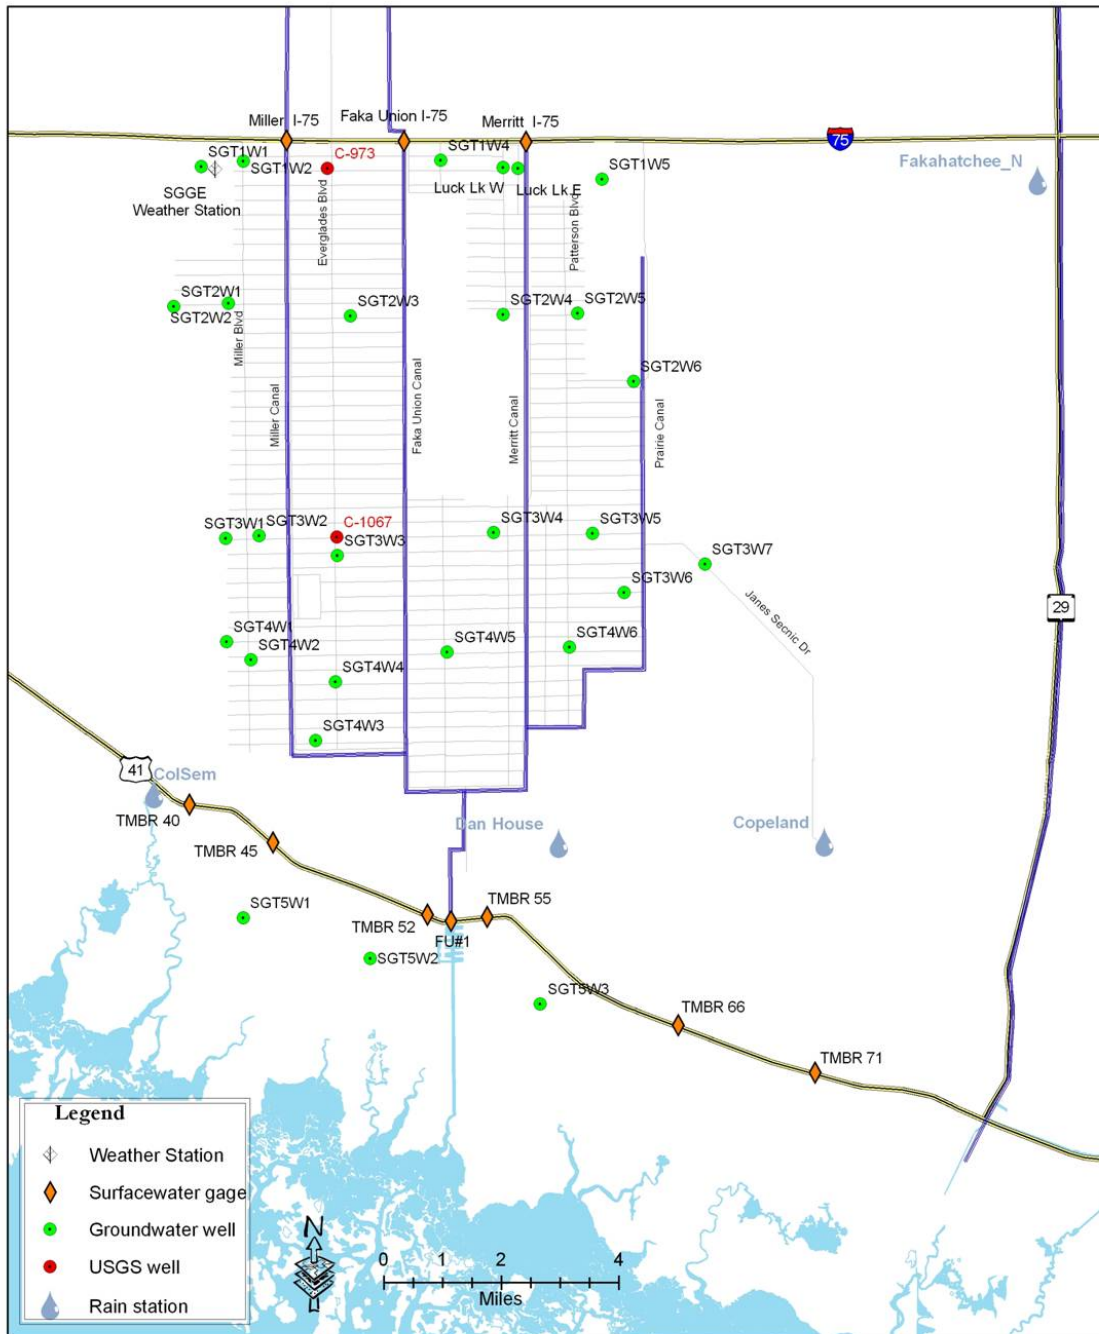 Miller I-75
Faka Union I-75
Merritt I-75
75
SGT1W1
SGT1W2
C-973
SGT1W4
SGT1W5
Fakahatchee_N
SGGE
Weather Station
Luck Lk W
Luck Lk E
Everglades Blvd
Patterson Blvd
SGT2W1
SGT2W2
SGT2W3
SGT2W4
SGT2W5
Miller Blvd
SGT2W6
Miller Canal
Faka Union Canal
Merritt Canal
Prairie Canal
SGT3W1
SGT3W2
C-1067
SGT3W3
SGT3W4
SGT3W5
SGT3W7
SGT3W6
Janes Secnic Dr
29
SGT4W1
SGT4W2
SGT4W5
SGT4W6
SGT4W4
SGT4W3
41
ColSem
TMBR 40
Dan House
Copeland
TMBR 45
TMBR 55
SGT5W1
TMBR 52
FU#1
SGT5W2
SGT5W3
TMBR 66
TMBR 71
Legend
Weather Station
Surfacewater gage
Groundwater well
USGS well
Rain station
N
0 1 2 4
Miles